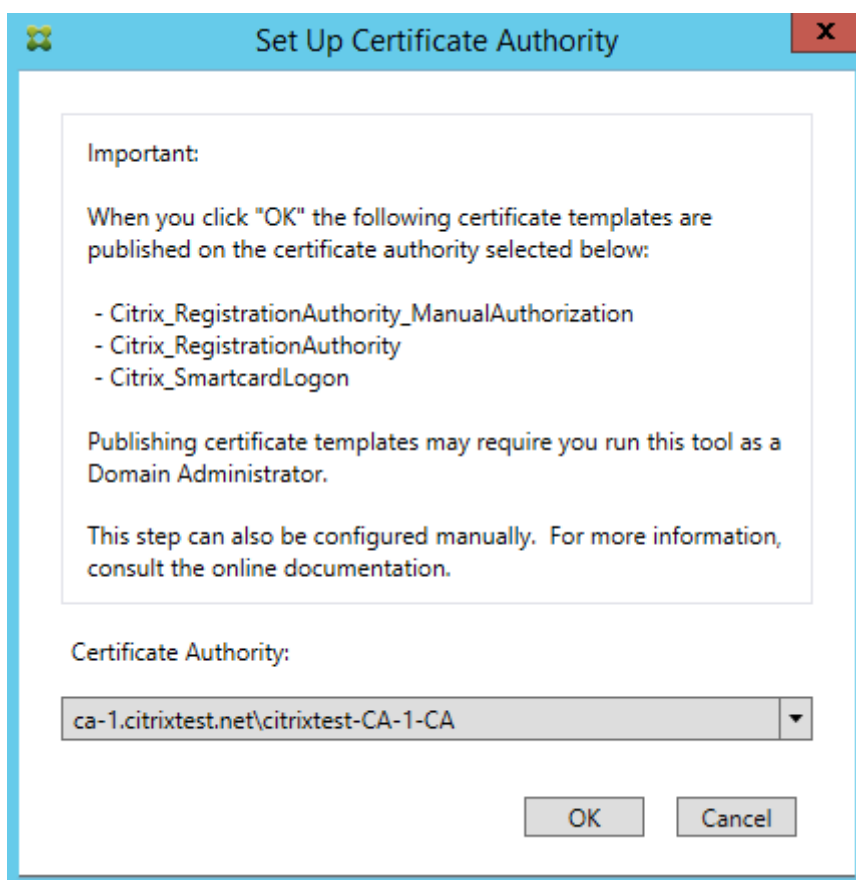 Set Up Certificate Authority
x
Important:
When you click "OK" the following certificate templates are
published on the certificate authority selected below:
- Citrix_RegistrationAuthority_ManualAuthorization
- Citrix_RegistrationAuthority
- Citrix_SmartcardLogon
Publishing certificate templates may require you run this tool as a
Domain Administrator.
This step can also be configured manually.  For more information,
consult the online documentation.
Certificate Authority:
ca-1.citrixtest.net\citrixtest-CA-1-CA
OK
Cancel